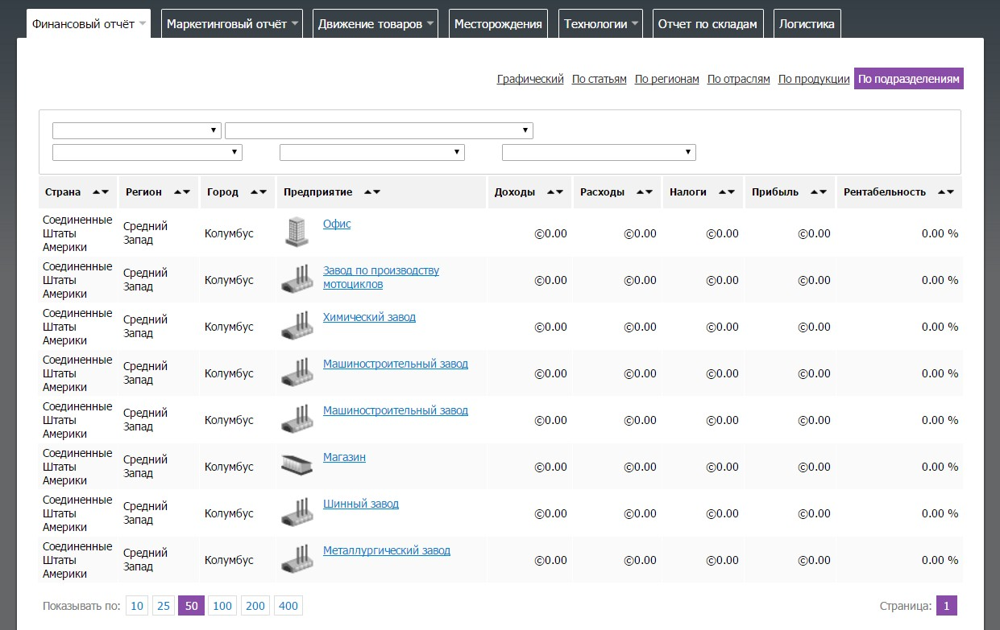 Финансовый отчёт Маркетинговый отчёт Движение товаров Месторождения Технологии Отчет по складам Логистика
Графический По статьям По регионам По отраслям По продукции По подразделениям
Страна Регион Город Предприятие Доходы Расходы Налоги Прибыль Рентабельность
Соединенные
Штаты
Америки
Средний
Запад
Колумбус
Офис
©0.00 ©0.00 ©0.00 ©0.00 0.00 %
Соединенные
Штаты
Америки
Средний
Запад
Колумбус
Завод по производству
мотоциклов
©0.00 ©0.00 ©0.00 ©0.00 0.00 %
Соединенные
Штаты
Америки
Средний
Запад
Колумбус
Химический завод
©0.00 ©0.00 ©0.00 ©0.00 0.00 %
Соединенные
Штаты
Америки
Средний
Запад
Колумбус
Машиностроительный завод
©0.00 ©0.00 ©0.00 ©0.00 0.00 %
Соединенные
Штаты
Америки
Средний
Запад
Колумбус
Машиностроительный завод
©0.00 ©0.00 ©0.00 ©0.00 0.00 %
Соединенные
Штаты
Америки
Средний
Запад
Колумбус
Магазин
©0.00 ©0.00 ©0.00 ©0.00 0.00 %
Соединенные
Штаты
Америки
Средний
Запад
Колумбус
Шинный завод
©0.00 ©0.00 ©0.00 ©0.00 0.00 %
Соединенные
Штаты
Америки
Средний
Запад
Колумбус
Металлургический завод
©0.00 ©0.00 ©0.00 ©0.00 0.00 %
Показывать по: 10 25 50 100 200 400 Страница: 1